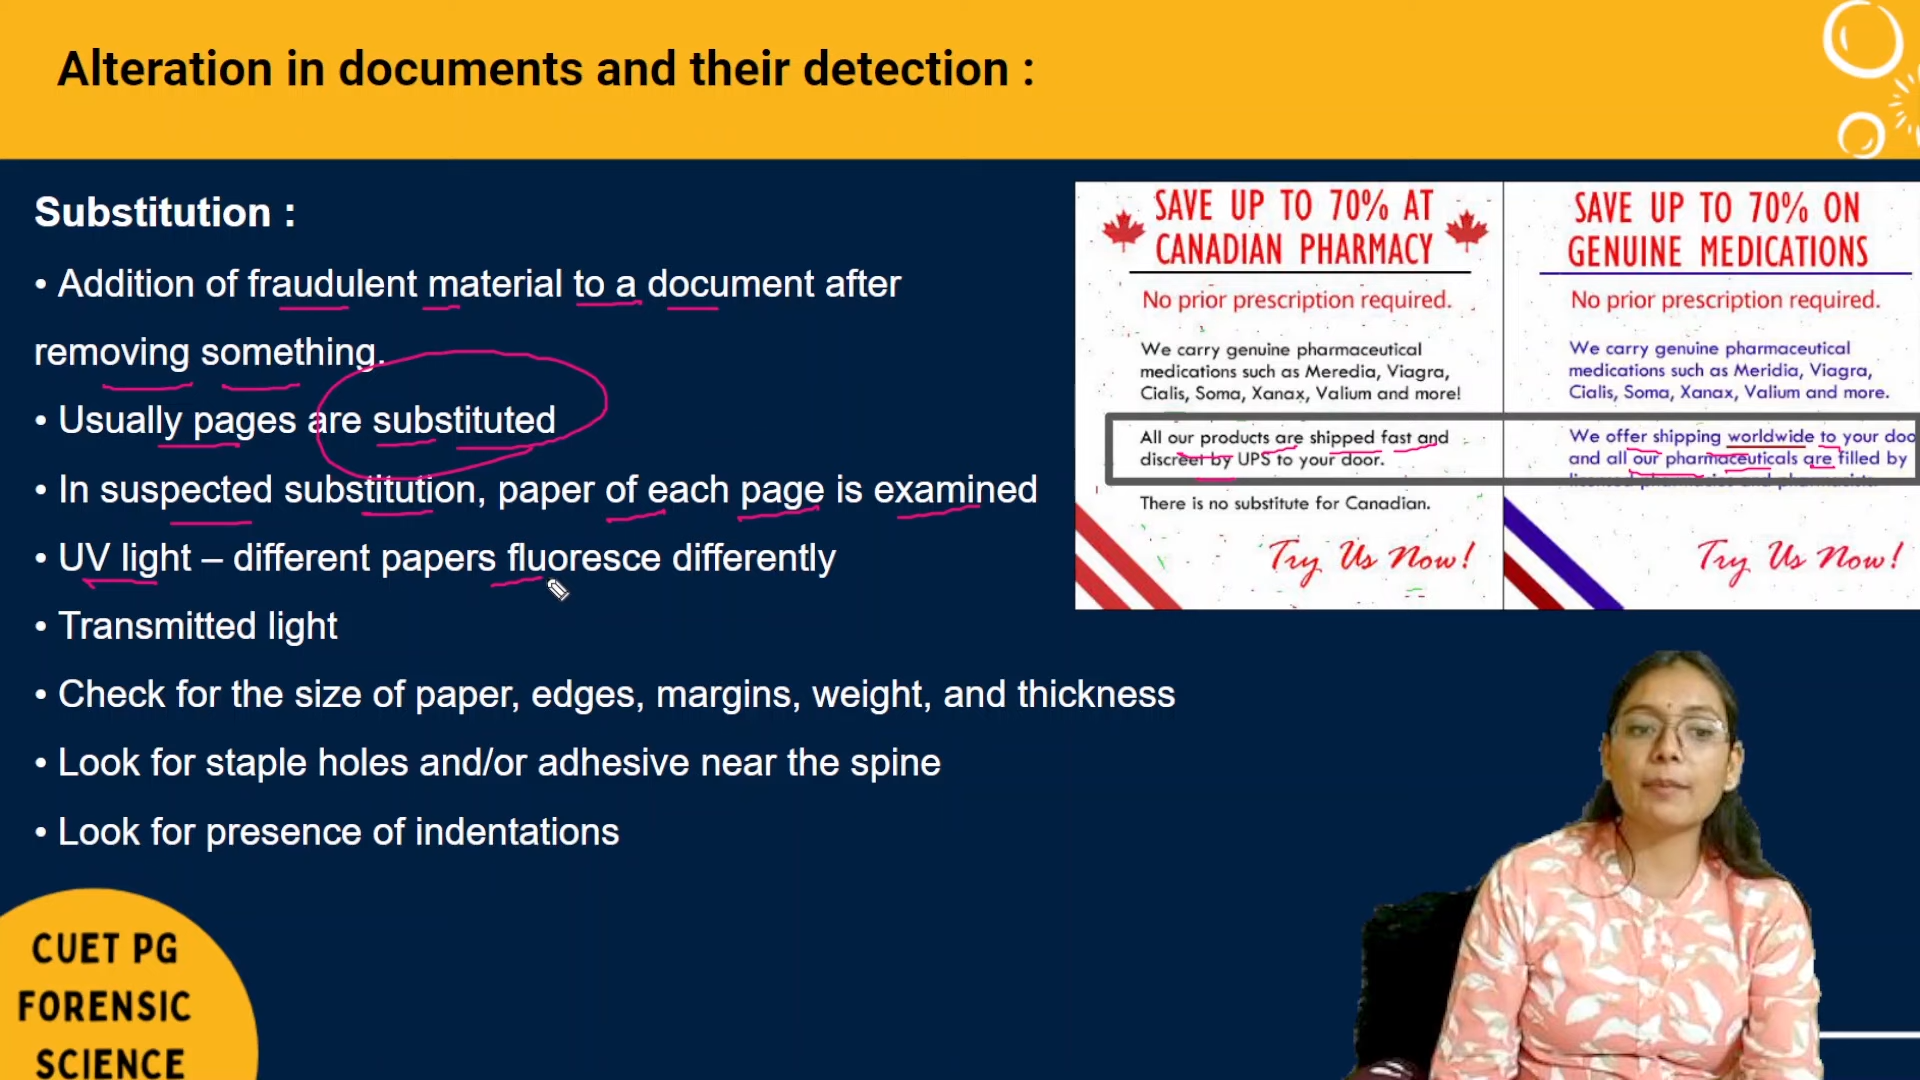 Alteration in documents and their detection :
Substitution :
• Addition of fraudulent material to a document after
removing something.
• Usually pages are substituted
• In suspected substitution, paper of each page is examined
• UV light – different papers fluoresce differently
• Transmitted light
• Check for the size of paper, edges, margins, weight, and thickness
• Look for staple holes and/or adhesive near the spine
• Look for presence of indentations
SAVE UP TO 70% AT
CANADIAN PHARMACY
No prior prescription required.
We carry genuine pharmaceutical
medications such as Meredia, Viagra,
Cialis, Soma, Xanax, Valium and more!
All our products are shipped fast and
discreet by UPS to your door.
There is no substitute for Canadian.
Try Us Now!
SAVE UP TO 70% ON
GENUINE MEDICATIONS
No prior prescription required.
We carry genuine pharmaceutical
medications such as Meridia, Viagra,
Cialis, Soma, Xanax, Valium and more.
We offer shipping worldwide to your doo
and all our pharmaceuticals are filled by
licensed pharmacies and pharmacists.
Try Us Now!
CUET PG
FORENSIC
SCIENCE